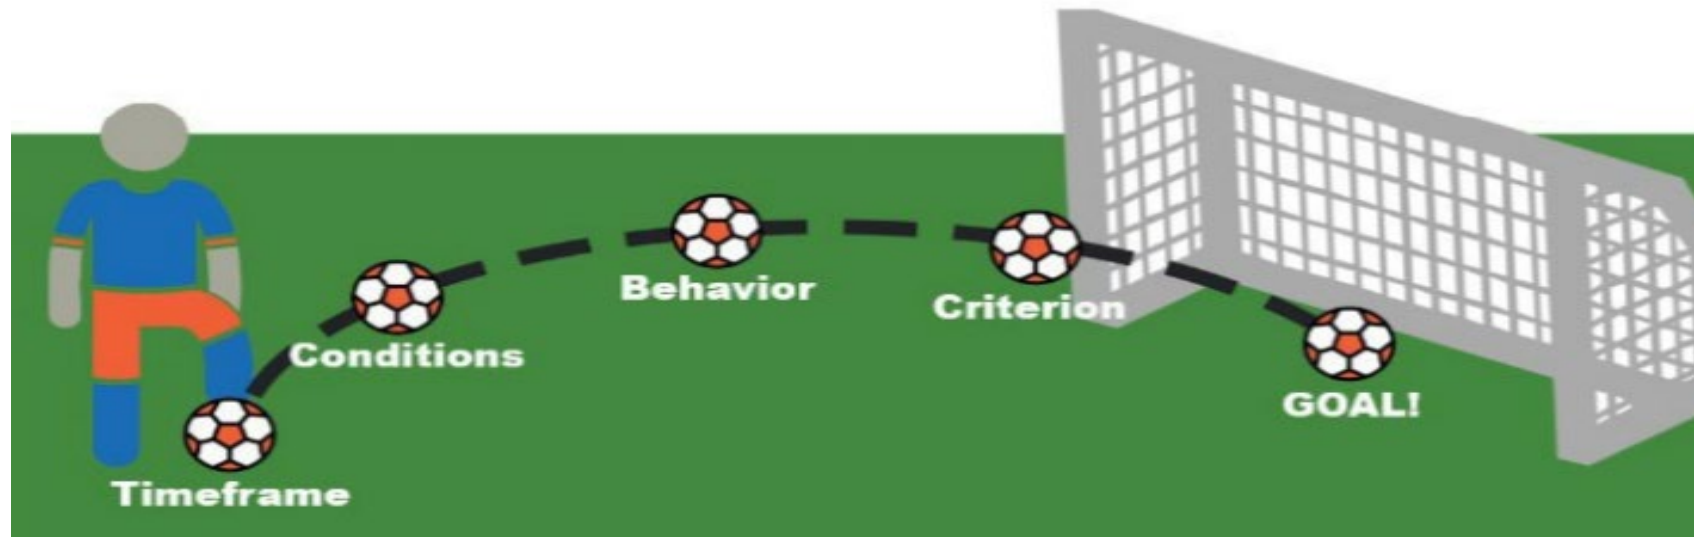 Timeframe
Conditions
Behavior
Criterion
GOAL!